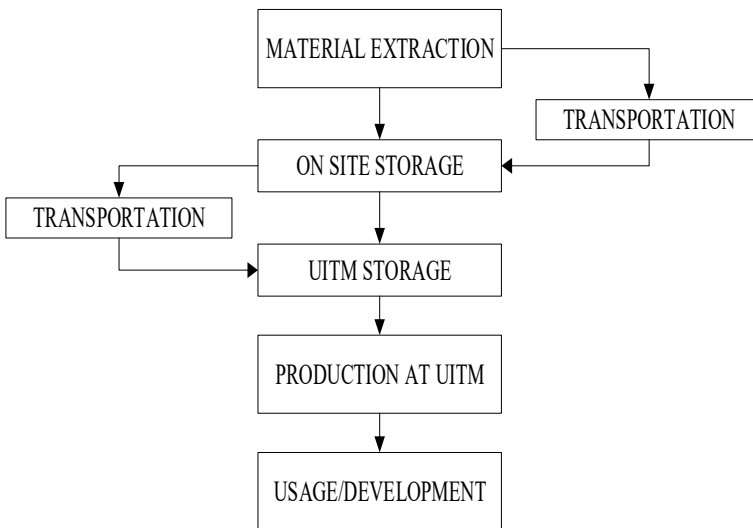 MATERIAL EXTRACTION
TRANSPORTATION
ON SITE STORAGE
TRANSPORTATION
UITM STORAGE
PRODUCTION AT UITM
USAGE/DEVELOPMENT